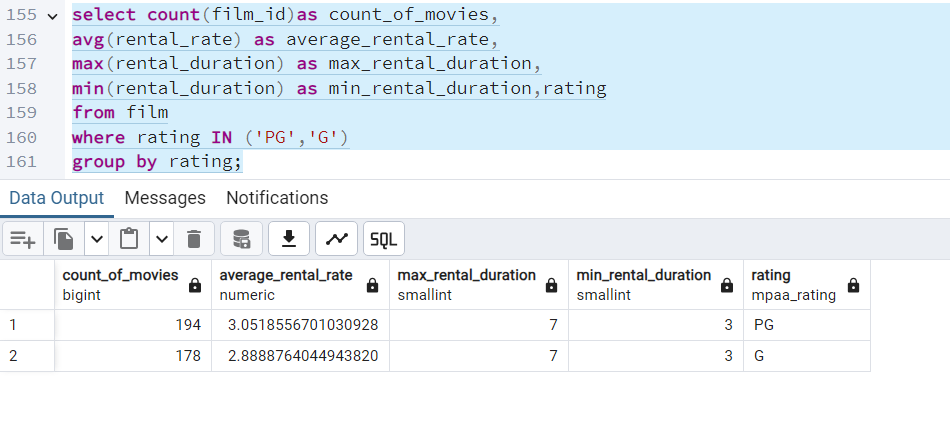 155 select count(film_id)as count_of_movies,
156 avg(rental_rate) as average_rental_rate,
157 max(rental_duration) as max_rental_duration,
158 min(rental_duration) as min_rental_duration,rating
159 from film
160 where rating IN ('PG','G')
161 group by rating;
Data Output Messages Notifications
SQL
count_of_movies average_rental_rate max_rental_duration min_rental_duration rating
bigint numeric smallint smallint mpaa_rating
1 194 3.0518556701030928 7 3 PG
2 178 2.8888764044943820 7 3 G